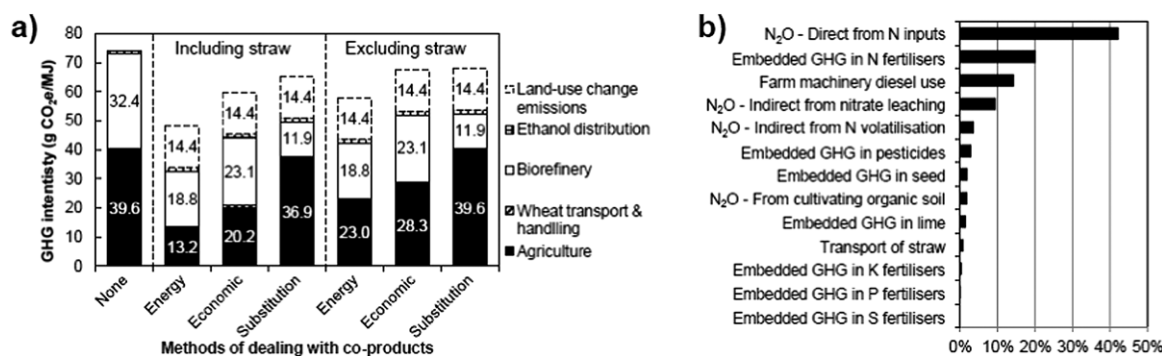 a)
GHG intentisty (g CO₂e/MJ)
80
70
60
50
40
30
20
10
0
Including straw
Excluding straw
32.4
39.6
14.4
18.8
13.2
14.4
23.1
20.2
14.4
11.9
36.9
14.4
18.8
23.0
14.4
23.1
28.3
14.4
11.9
39.6
None
Energy
Economic
Substitution
Energy
Economic
Substitution
Methods of dealing with co-products
Land-use change
emissions
Ethanol distribution
Biorefinery
Wheat transport &
handlling
Agriculture
b)
N₂O - Direct from N inputs
Embedded GHG in N fertilisers
Farm machinery diesel use
N₂O - Indirect from nitrate leaching
N₂O - Indirect from N volatilisation
Embedded GHG in pesticides
Embedded GHG in seed
N₂O - From cultivating organic soil
Embedded GHG in lime
Transport of straw
Embedded GHG in K fertilisers
Embedded GHG in P fertilisers
Embedded GHG in S fertilisers
0% 10% 20% 30% 40% 50%